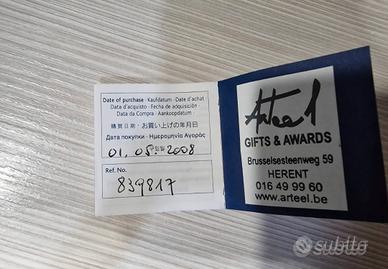 Date of purchase · Kaufdatum · Date d'achat
Data d'acquisto · Fecha de adquisición
Data da Compra · Aankoopdatum
購買日期 · お買い上げの年月日
Дата покупки · Ημερομηνία Αγοράς
01. 05. 2008
Ref. No.
839817
Arteel
GIFTS & AWARDS
Brusselsesteenweg 59
HERENT
016 49 99 60
www.arteel.be
subito